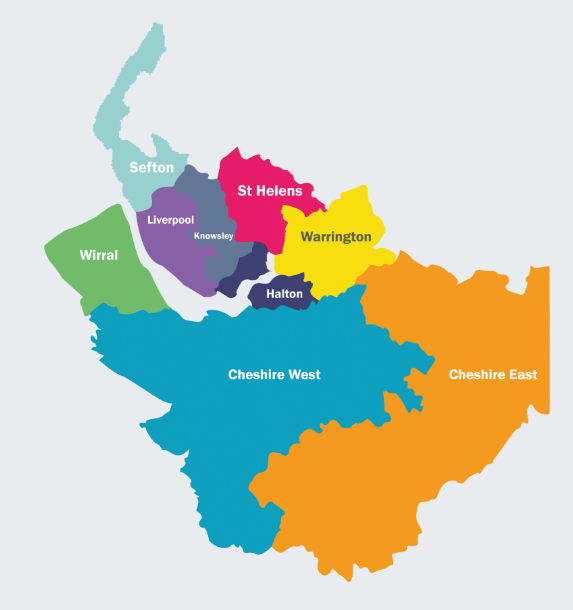 Sefton
St Helens
Liverpool
Knowsley
Warrington
Wirral
Halton
Cheshire West
Cheshire East